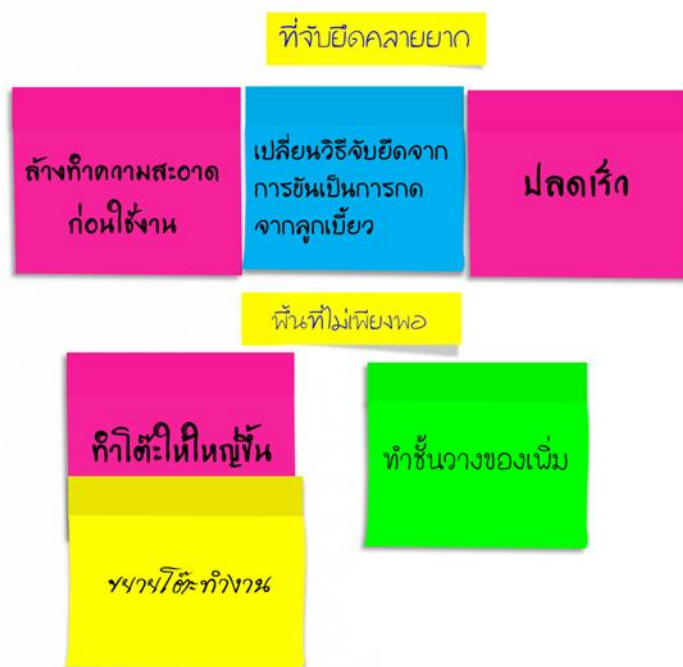 ที่จับยึดคลายยาก
ล้างทำความสะอาด
ก่อนใช้งาน
เปลี่ยนวิธีจับยึดจาก
การขันเป็นการกด
จากลูกเบี้ยว
ปลดเร็ว
พื้นที่ไม่เพียงพอ
ทำโต๊ะให้ใหญ่ขึ้น
ทำชั้นวางของเพิ่ม
ขยายโต๊ะทำงาน